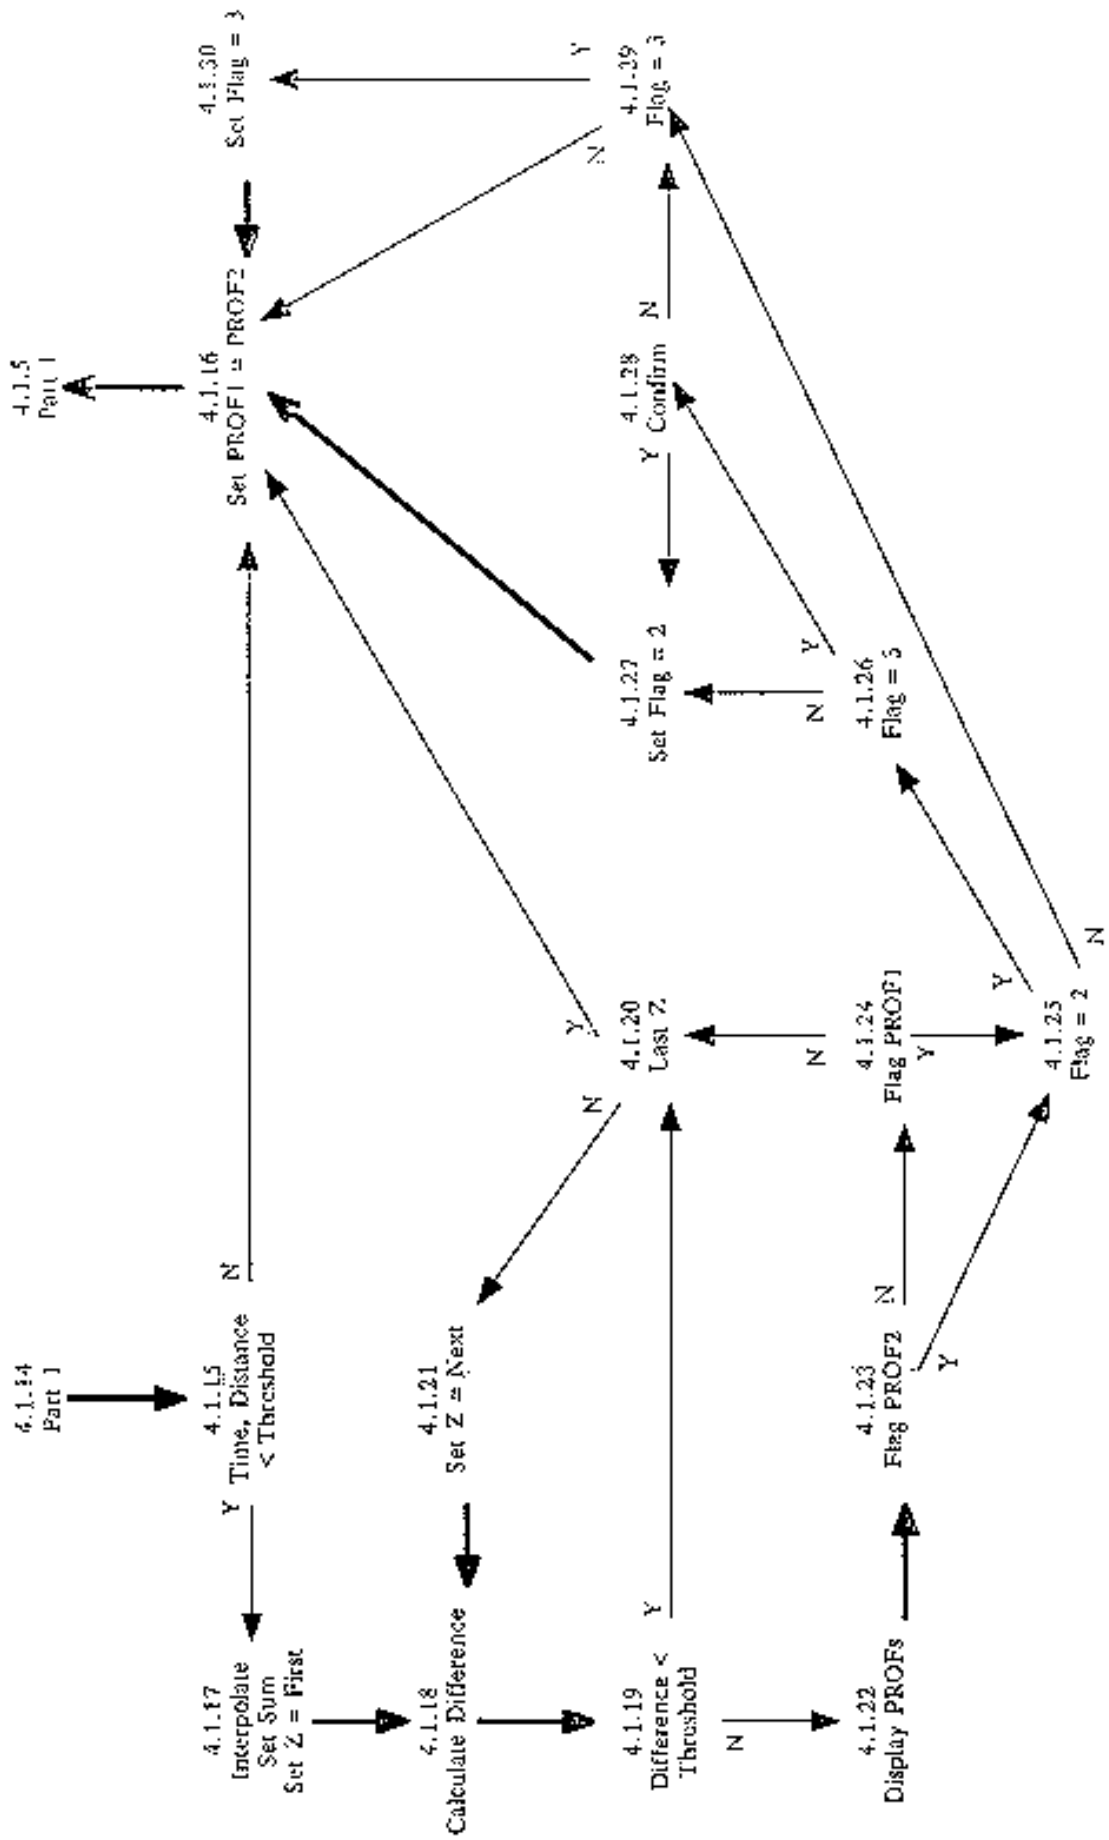 4.1.14
Part 1
4.1.5
Part 1
4.1.17
Interpolate
Set Sum
Set Z = First
Y
4.1.15
Time, Distance
< Threshold
N
4.1.16
Set PROF1 = PROF2
4.1.30
Set Flag = 3
4.1.18
Calculate Difference
4.1.21
Set Z = Next
N
Y
N
Y
4.1.19
Difference <
Threshold
Y
N
4.1.20
Last Z
4.1.27
Set Flag = 2
Y
4.1.28
Confirm
N
4.1.29
Flag = 3
4.1.22
Display PROFs
4.1.23
Flag PROF2
N
Y
4.1.24
Flag PROF1
N
Y
4.1.26
N
Y
4.1.25
Flag = 2
Y
N